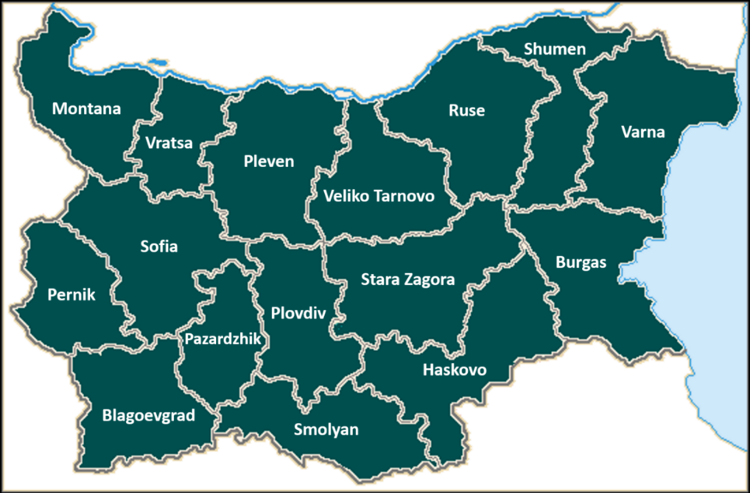 Shumen
Montana
Ruse
Varna
Vratsa
Pleven
Veliko Tarnovo
Sofia
Burgas
Stara Zagora
Pernik
Plovdiv
Pazardzhik
Haskovo
Blagoevgrad
Smolyan